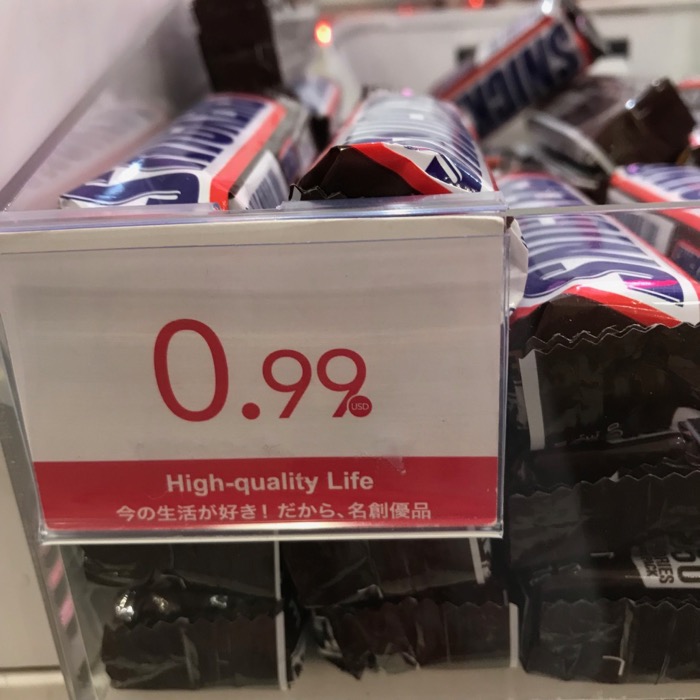 SNICK
0.99
USD
High-quality Life
今の生活が好き！だから、名創優品